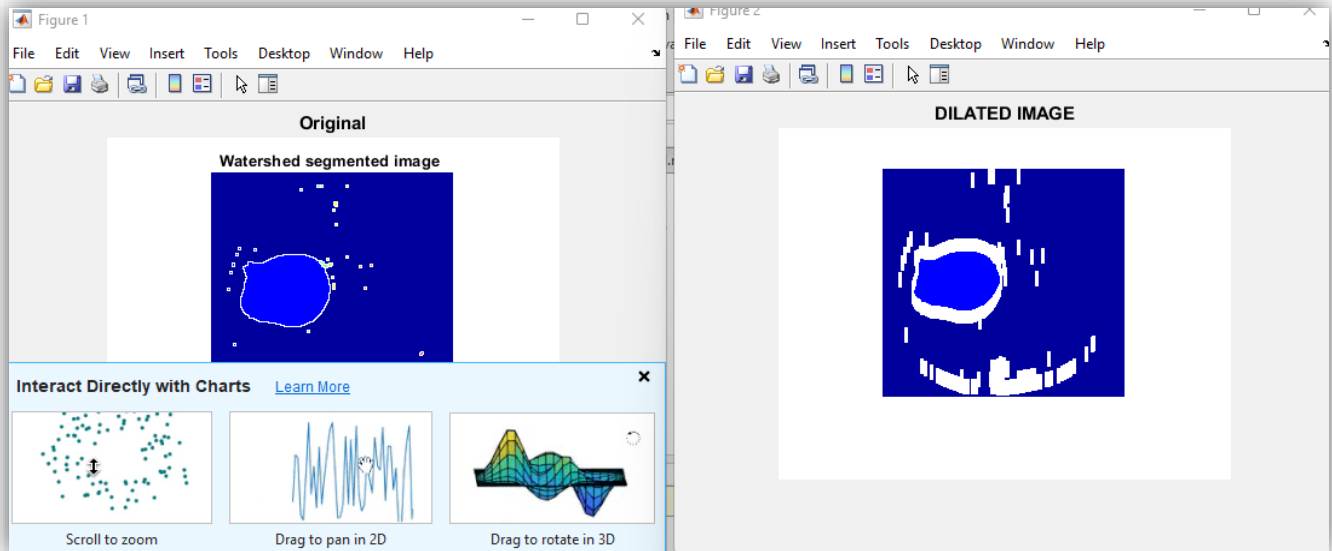 Figure 1
File Edit View Insert Tools Desktop Window Help
Original
Watershed segmented image
Interact Directly with Charts Learn More
Scroll to zoom
Drag to pan in 2D
Drag to rotate in 3D
Figure 2
File Edit View Insert Tools Desktop Window Help
DILATED IMAGE